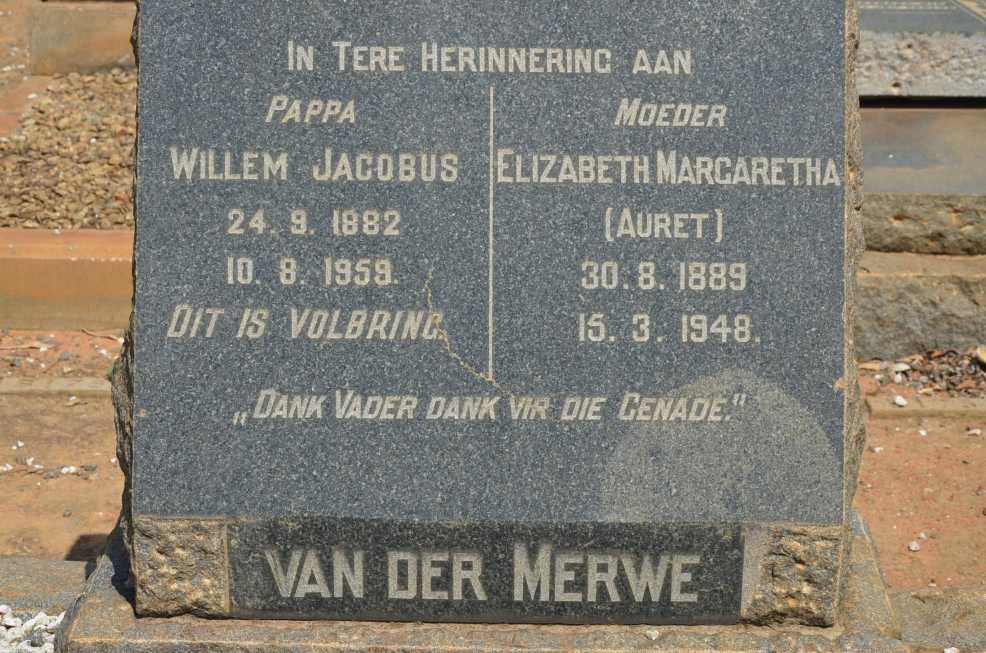 IN TERE HERINNERING AAN
PAPPA
WILLEM JACOBUS
24. 9. 1882
10. 8. 1959.
DIT IS VOLBRING.
MOEDER
ELIZABETH MARGARETHA
(AURET)
30. 8. 1889
15. 3. 1948.
„DANK VADER DANK VIR DIE GENADE."
VAN DER MERWE